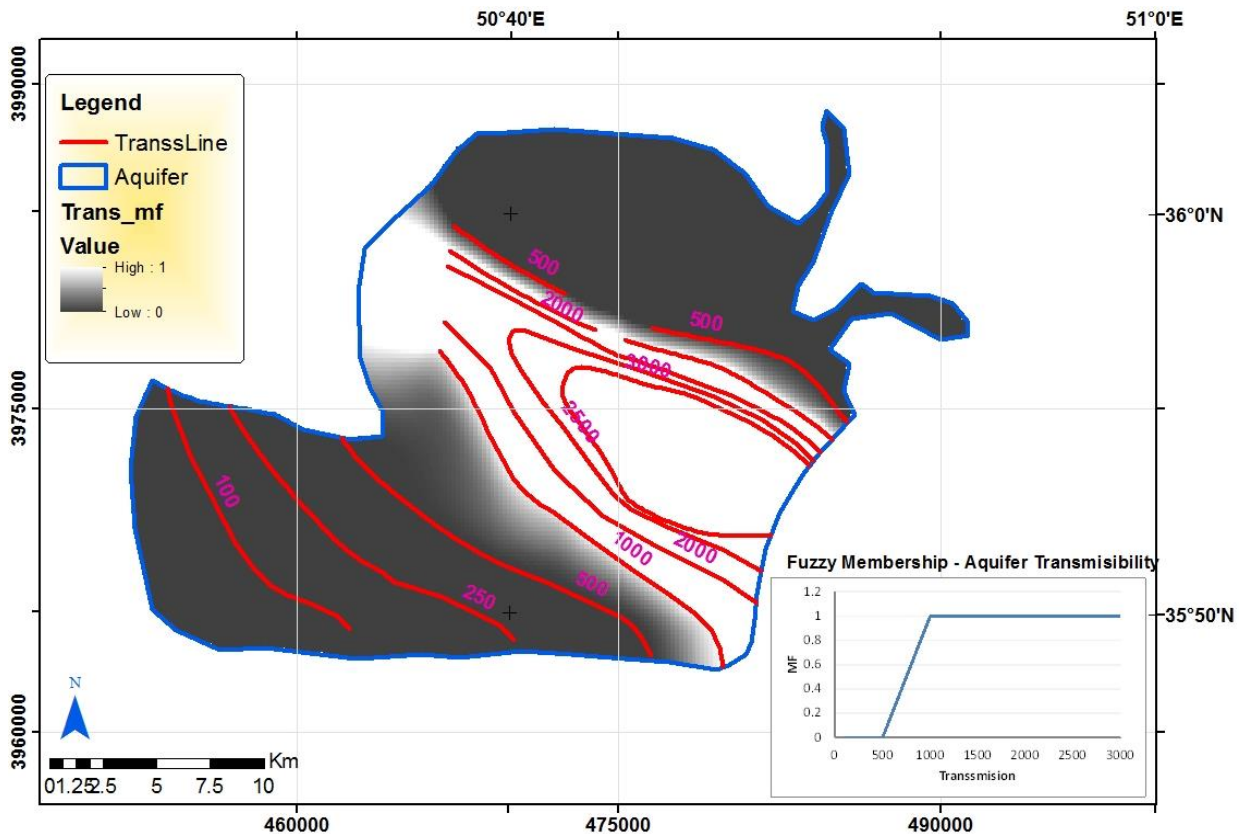 50°40'E
51°0'E
3990000
3975000
3960000
36°0'N
35°50'N
Legend
TranssLine
Aquifer
Trans_mf
Value
High : 1
Low : 0
500
2000
500
3000
2500
100
1000
2000
500
250
N
01.252.5 5 7.5 10 Km
460000
475000
490000
Fuzzy Membership - Aquifer Transmisibility
1.2
1
0.8
0.6
0.4
0.2
0
MF
0 500 1000 1500 2000 2500 3000
Transsmision